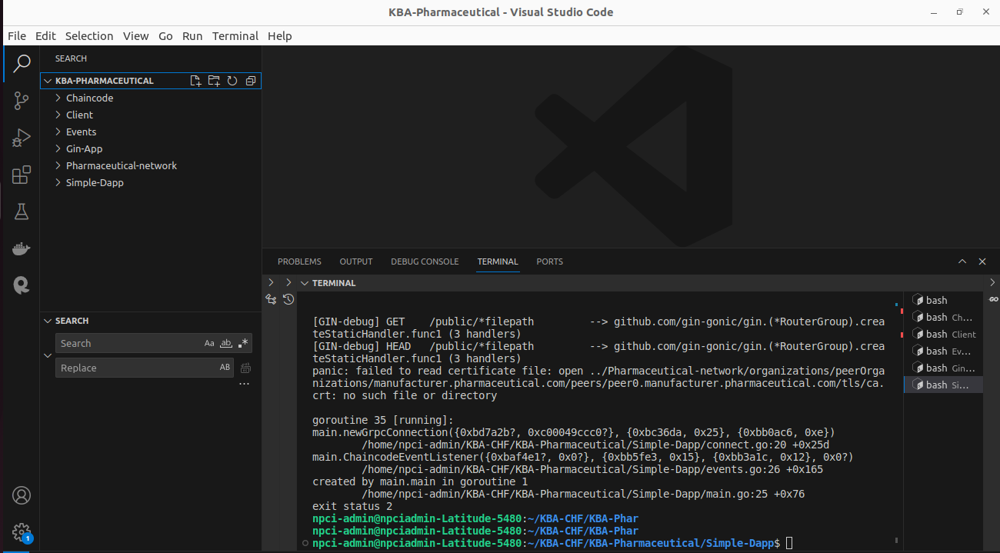 KBA-Pharmaceutical - Visual Studio Code
File Edit Selection View Go Run Terminal Help
SEARCH
KBA-PHARMACEUTICAL
Chaincode
Client
Events
Gin-App
Pharmaceutical-network
Simple-Dapp
SEARCH
Search Aa ab
Replace AB
1
PROBLEMS OUTPUT DEBUG CONSOLE TERMINAL PORTS
TERMINAL
[GIN-debug] GET    /public/*filepath         --> github.com/gin-gonic/gin.(*RouterGroup).crea
teStaticHandler.func1 (3 handlers)
[GIN-debug] HEAD   /public/*filepath         --> github.com/gin-gonic/gin.(*RouterGroup).crea
teStaticHandler.func1 (3 handlers)
panic: failed to read certificate file: open ../Pharmaceutical-network/organizations/peerOrga
nizations/manufacturer.pharmaceutical.com/peers/peer0.manufacturer.pharmaceutical.com/tls/ca.
crt: no such file or directory
goroutine 35 [running]:
main.newGrpcConnection({0xbd7a2b?, 0xc00049ccc0?}, {0xbc36da, 0x25}, {0xbb0ac6, 0xe})
/home/npci-admin/KBA-CHF/KBA-Pharmaceutical/Simple-Dapp/connect.go:20 +0x25d
main.ChaincodeEventListener({0xbaf4e1?, 0x0?}, {0xbb5fe3, 0x15}, {0xbb3a1c, 0x12}, 0x0?)
/home/npci-admin/KBA-CHF/KBA-Pharmaceutical/Simple-Dapp/events.go:26 +0x165
created by main.main in goroutine 1
/home/npci-admin/KBA-CHF/KBA-Pharmaceutical/Simple-Dapp/main.go:25 +0x76
exit status 2
npci-admin@npciadmin-Latitude-5480:~/KBA-CHF/KBA-Phar
npci-admin@npciadmin-Latitude-5480:~/KBA-CHF/KBA-Phar
npci-admin@npciadmin-Latitude-5480:~/KBA-CHF/KBA-Pharmaceutical/Simple-Dapp$
bash
bash Ch...
bash Client
bash Ev...
bash Gin...
bash Si...
GO